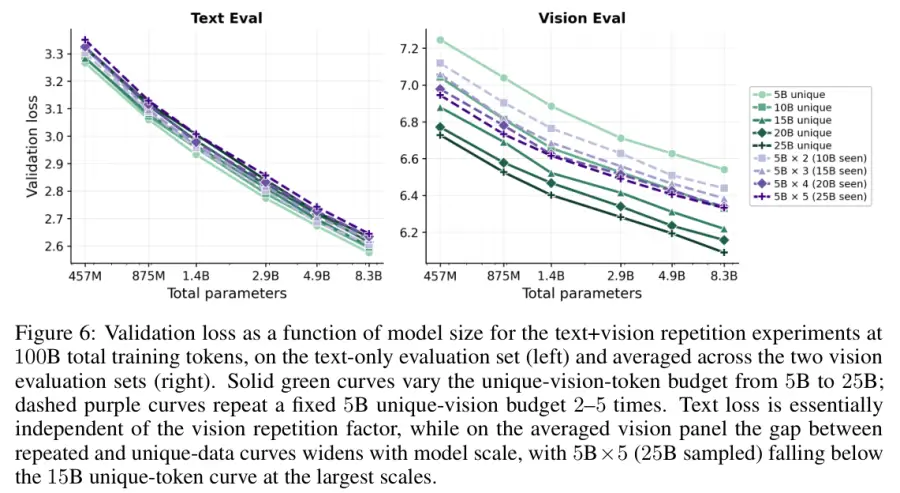 Text Eval
Vision Eval
3.3
3.2
3.1
3.0
2.9
2.8
2.7
2.6
Validation loss
457M 875M 1.4B 2.9B 4.9B 8.3B
Total parameters
7.2
7.0
6.8
6.6
6.4
6.2
457M 875M 1.4B 2.9B 4.9B 8.3B
Total parameters
5B unique
10B unique
15B unique
20B unique
25B unique
5B × 2 (10B seen)
5B × 3 (15B seen)
5B × 4 (20B seen)
5B × 5 (25B seen)
Figure 6: Validation loss as a function of model size for the text+vision repetition experiments at
100B total training tokens, on the text-only evaluation set (left) and averaged across the two vision
evaluation sets (right). Solid green curves vary the unique-vision-token budget from 5B to 25B;
dashed purple curves repeat a fixed 5B unique-vision budget 2–5 times. Text loss is essentially
independent of the vision repetition factor, while on the averaged vision panel the gap between
repeated and unique-data curves widens with model scale, with 5B×5 (25B sampled) falling below
the 15B unique-token curve at the largest scales.